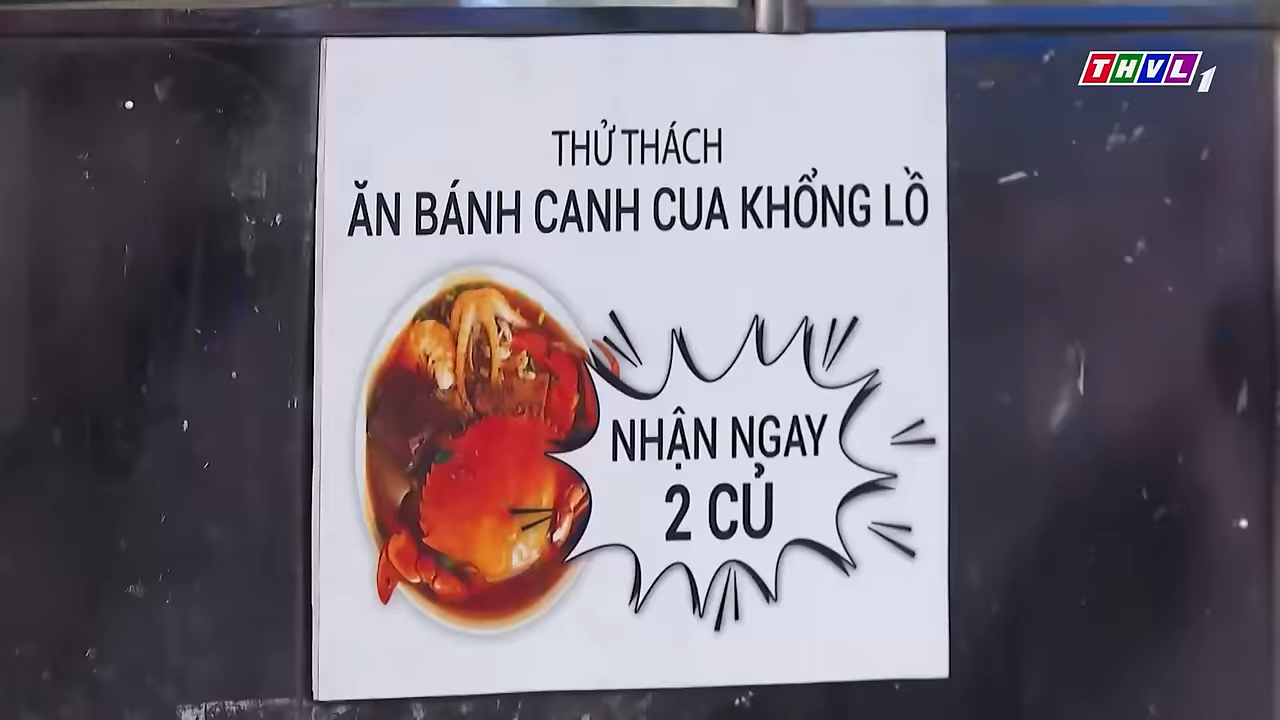 THVL1
THỬ THÁCH
ĂN BÁNH CANH CUA KHỔNG LỒ
NHẬN NGAY
2 CỦ